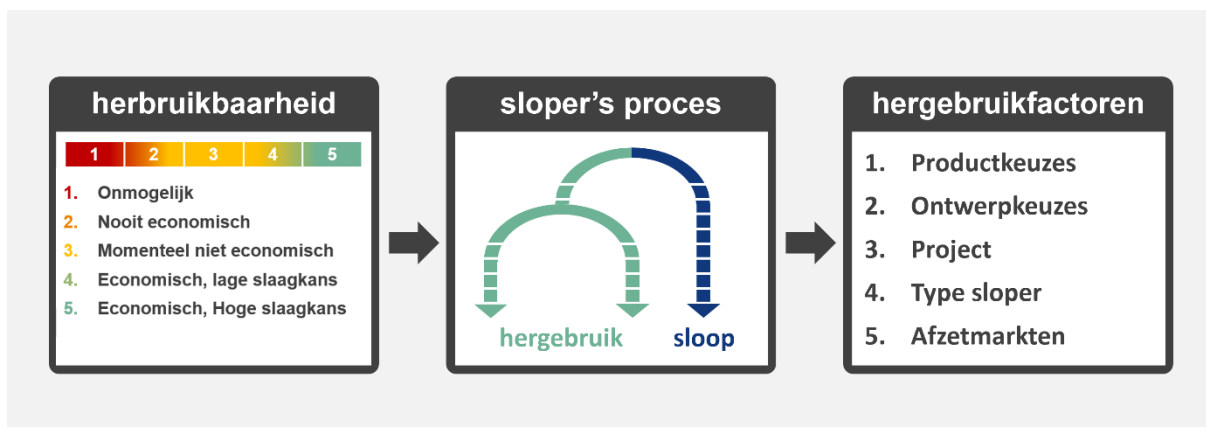 herbruikbaarheid
1 2 3 4 5
1. Onmogelijk
2. Nooit economisch
3. Momenteel niet economisch
4. Economisch, lage slaagkans
5. Economisch, Hoge slaagkans
sloper's proces
hergebruik sloop
hergebruikfactoren
1. Productkeuzes
2. Ontwerpkeuzes
3. Project
4. Type sloper
5. Afzetmarkten